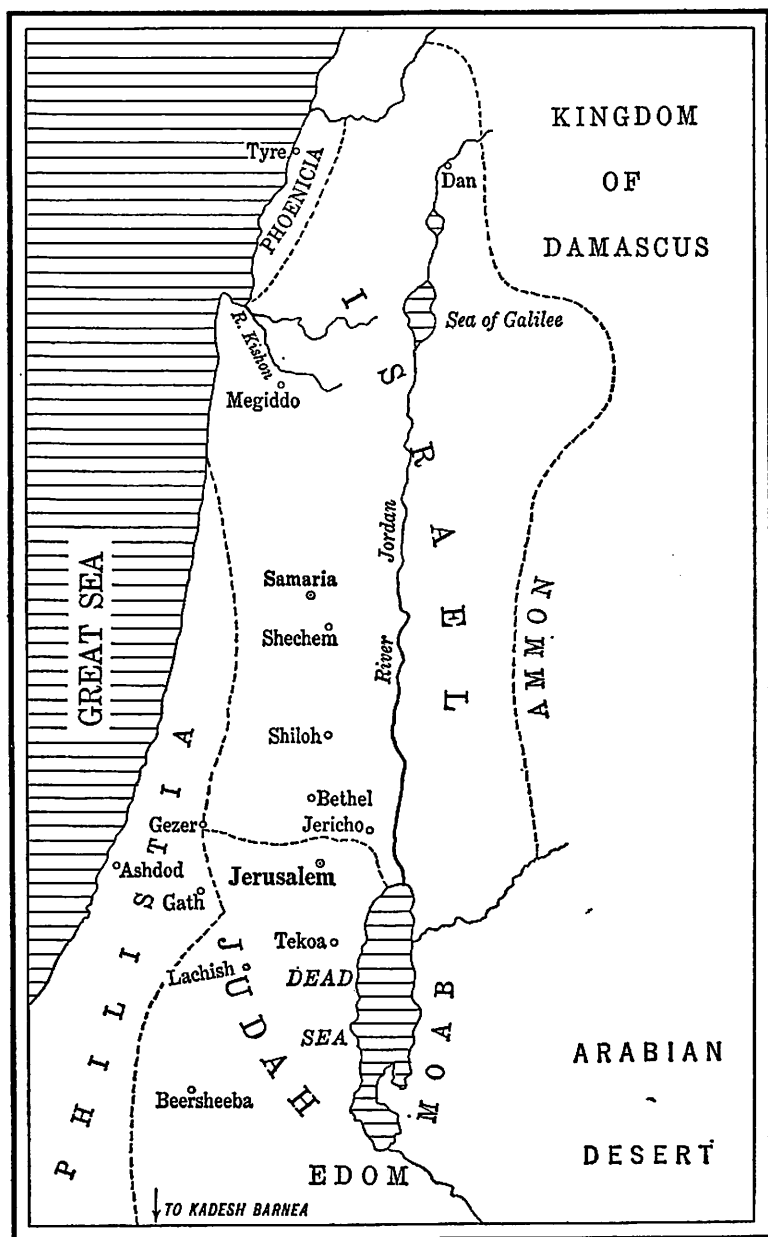 KINGDOM
OF
DAMASCUS
Tyre
PHOENICIA
Dan
ISRAEL
Sea of Galilee
R. Kishon
Megiddo
GREAT SEA
Samaria
Shechem
River Jordan
AMMON
Shiloh
Bethel
Gezer
Jericho
Ashdod
Jerusalem
Gath
PHILISTIA
Tekoa
Lachish
JUDAH
DEAD
SEA
MOAB
ARABIAN
DESERT
Beersheeba
EDOM
TO KADESH BARNEA